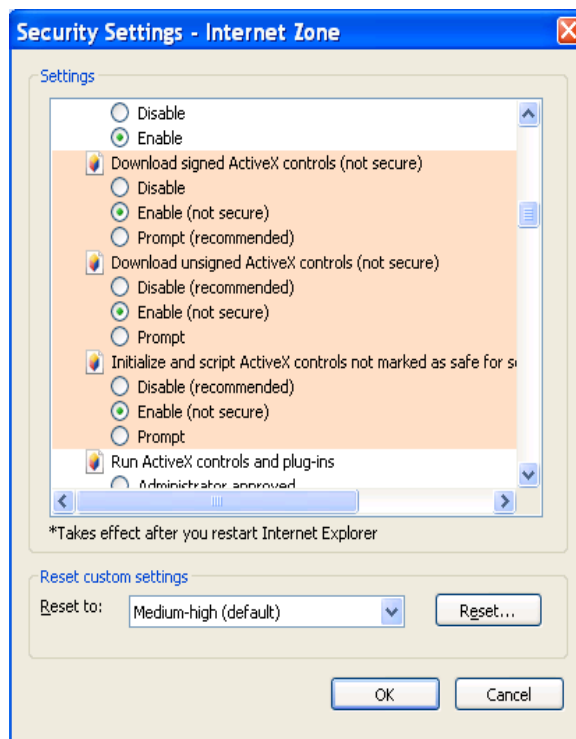 Security Settings - Internet Zone
Settings
Disable
Enable
Download signed ActiveX controls (not secure)
Disable
Enable (not secure)
Prompt (recommended)
Download unsigned ActiveX controls (not secure)
Disable (recommended)
Enable (not secure)
Prompt
Initialize and script ActiveX controls not marked as safe for s
Disable (recommended)
Enable (not secure)
Prompt
Run ActiveX controls and plug-ins
Administrator approved
*Takes effect after you restart Internet Explorer
Reset custom settings
Reset to:
Medium-high (default)
Reset...
OK
Cancel